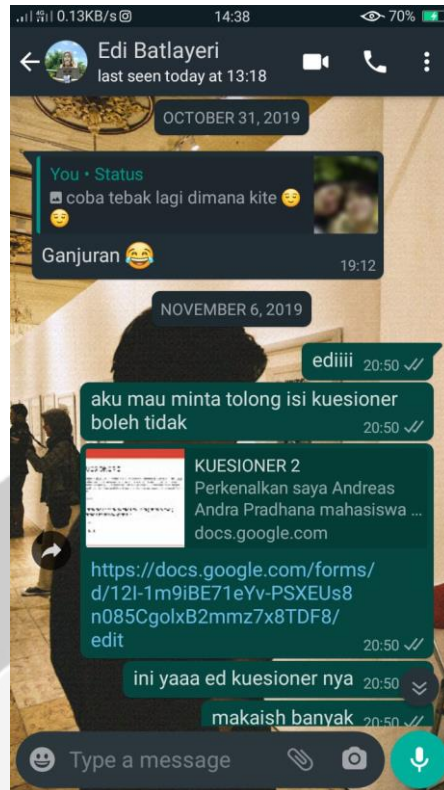 0.13KB/s 14:38 70%
Edi Batlayeri
last seen today at 13:18
OCTOBER 31, 2019
You • Status
coba tebak lagi dimana kite 😌
😌
Ganjuran 😂
19:12
NOVEMBER 6, 2019
ediiii 20:50
aku mau minta tolong isi kuesioner
boleh tidak
20:50
KUESIONER 2
Perkenalkan saya Andreas
Andra Pradhana mahasiswa ...
docs.google.com
https://docs.google.com/forms/
d/12I-1m9iBE71eYv-PSXEUs8
n085CgolxB2mmz7x8TDF8/
edit
20:50
ini yaaa ed kuesioner nya 20:50
makaish banyak 20:50
Type a message